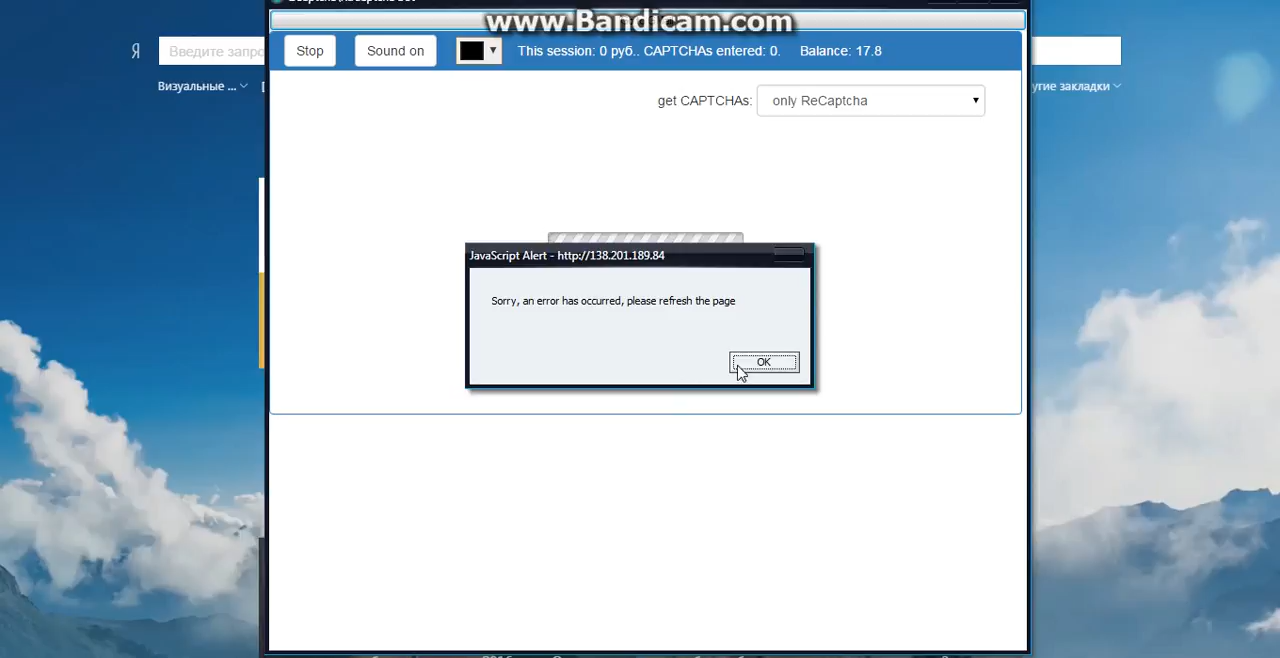 www.Bandicam.com
Я
Введите запро
Stop
Sound on
This session: 0 руб.. CAPTCHAs entered: 0.
Balance: 17.8
Визуальные ...
get CAPTCHAs:
only ReCaptcha
угие закладки
JavaScript Alert - http://138.201.189.84
Sorry, an error has occurred, please refresh the page
OK